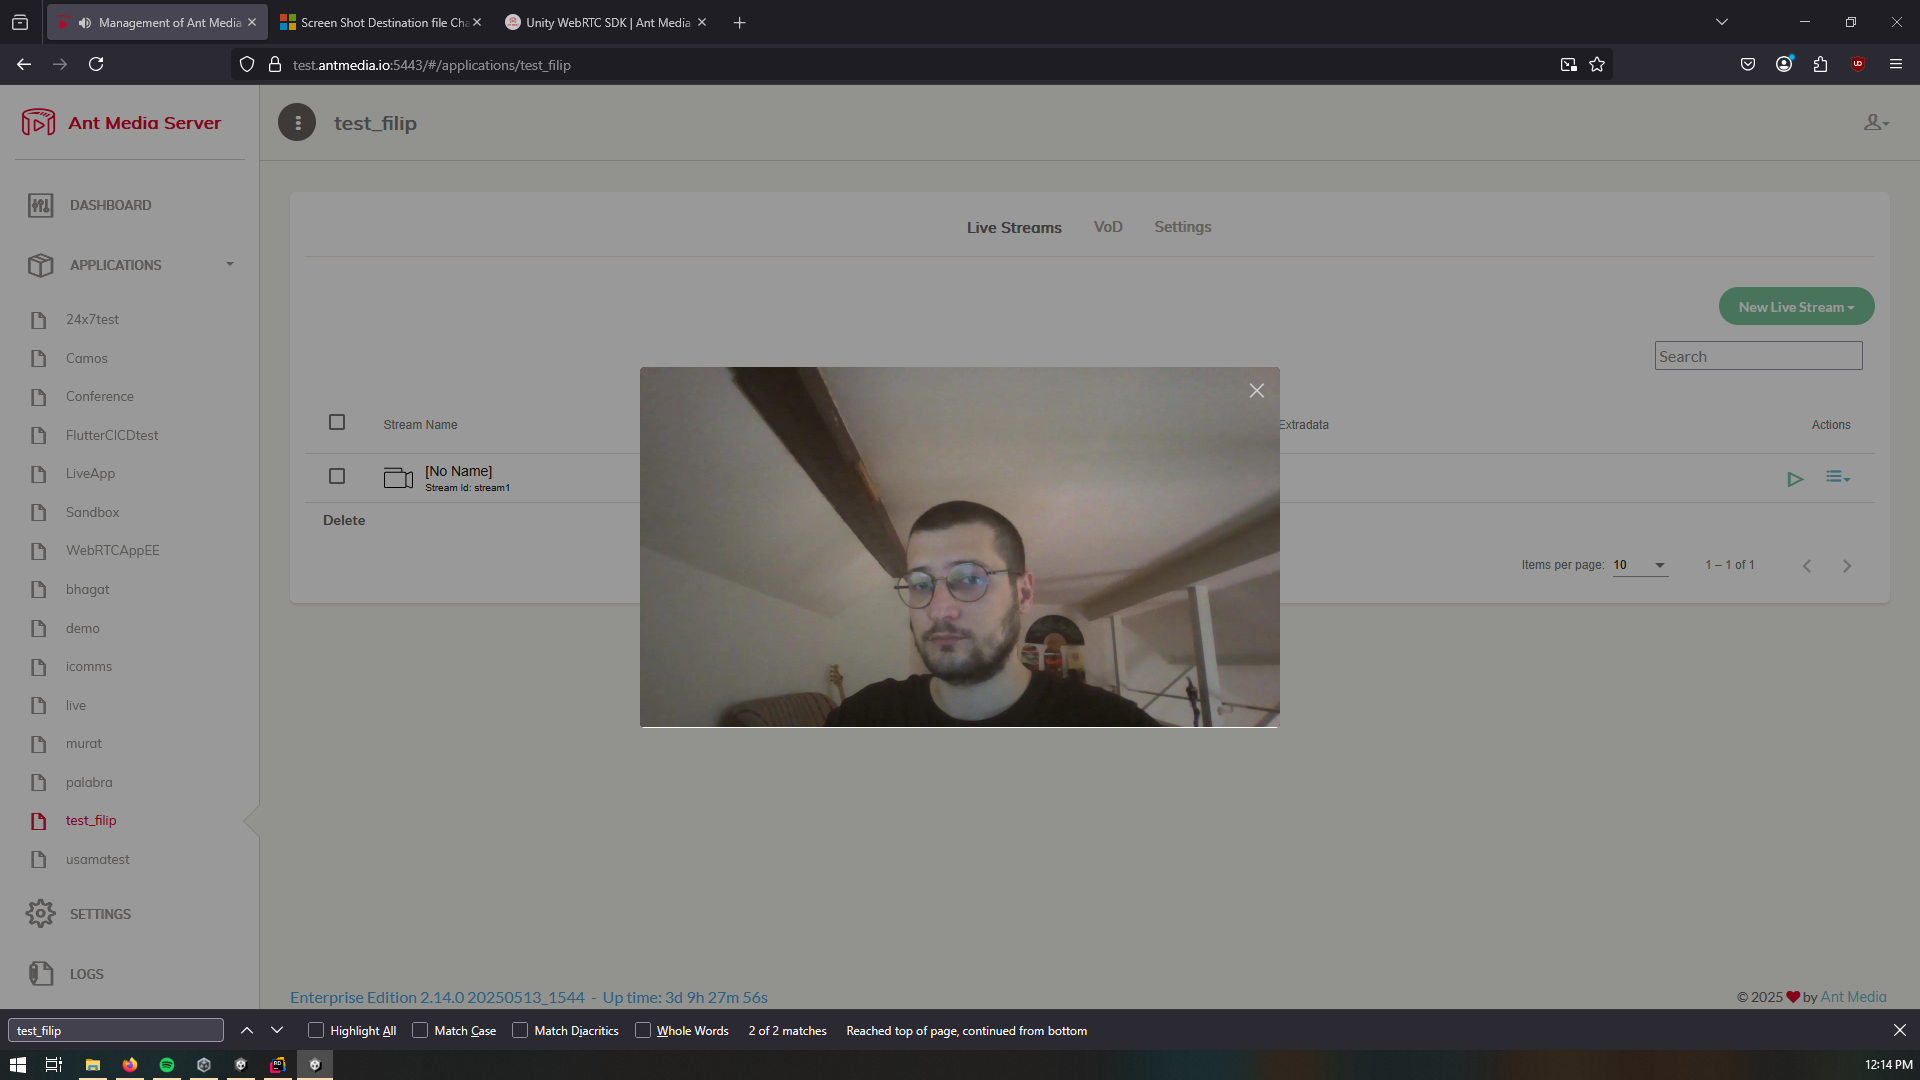 Management of Ant Media
Screen Shot Destination file Ch
Unity WebRTC SDK | Ant Media
test.antmedia.io:5443/#/applications/test_filip
Ant Media Server
test_filip
DASHBOARD
APPLICATIONS
24x7test
Camos
Conference
FlutterCICDtest
LiveApp
Sandbox
WebRTCAppEE
bhagat
demo
icomms
live
murat
palabra
test_filip
usamatest
SETTINGS
LOGS
Live Streams
VoD
Settings
New Live Stream
Search
Stream Name
Extradata
Actions
[No Name]
Stream Id: stream1
Delete
Items per page: 10
1 – 1 of 1
Enterprise Edition 2.14.0 20250513_1544 - Up time: 3d 9h 27m 56s
© 2025 ❤ by Ant Media
test_filip
Highlight All
Match Case
Match Diacritics
Whole Words
2 of 2 matches
Reached top of page, continued from bottom
RD
12:14 PM